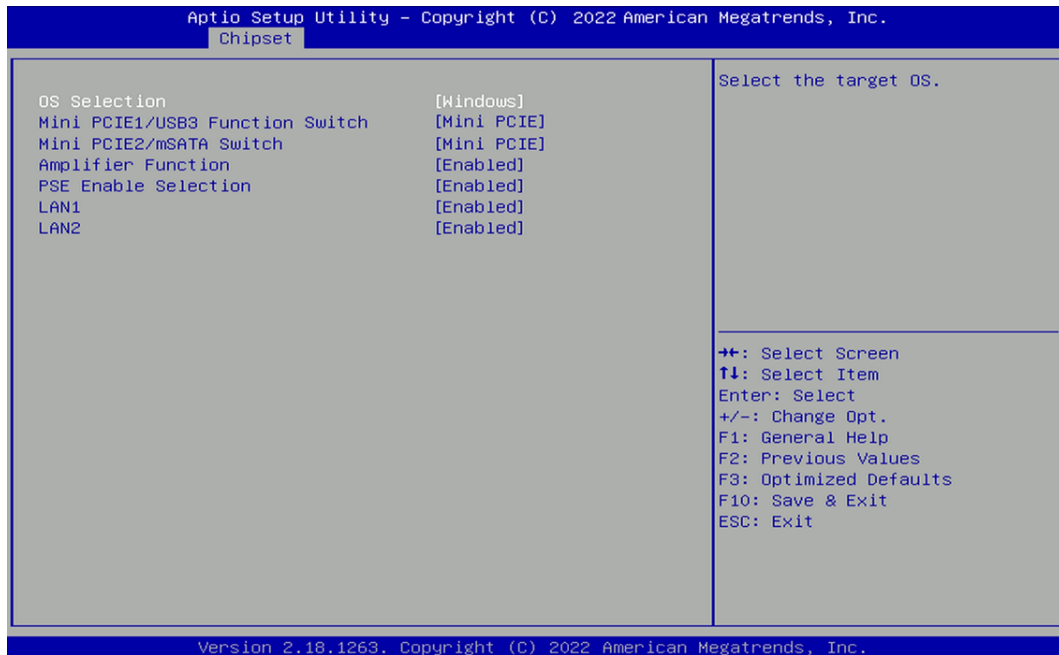 Aptio Setup Utility – Copyright (C) 2022 American Megatrends, Inc.
Chipset
OS Selection [Windows]
Mini PCIE1/USB3 Function Switch [Mini PCIE]
Mini PCIE2/mSATA Switch [Mini PCIE]
Amplifier Function [Enabled]
PSE Enable Selection [Enabled]
LAN1 [Enabled]
LAN2 [Enabled]
Select the target OS.
→←: Select Screen
↑↓: Select Item
Enter: Select
+/-: Change Opt.
F1: General Help
F2: Previous Values
F3: Optimized Defaults
F10: Save & Exit
ESC: Exit
Version 2.18.1263. Copyright (C) 2022 American Megatrends, Inc.